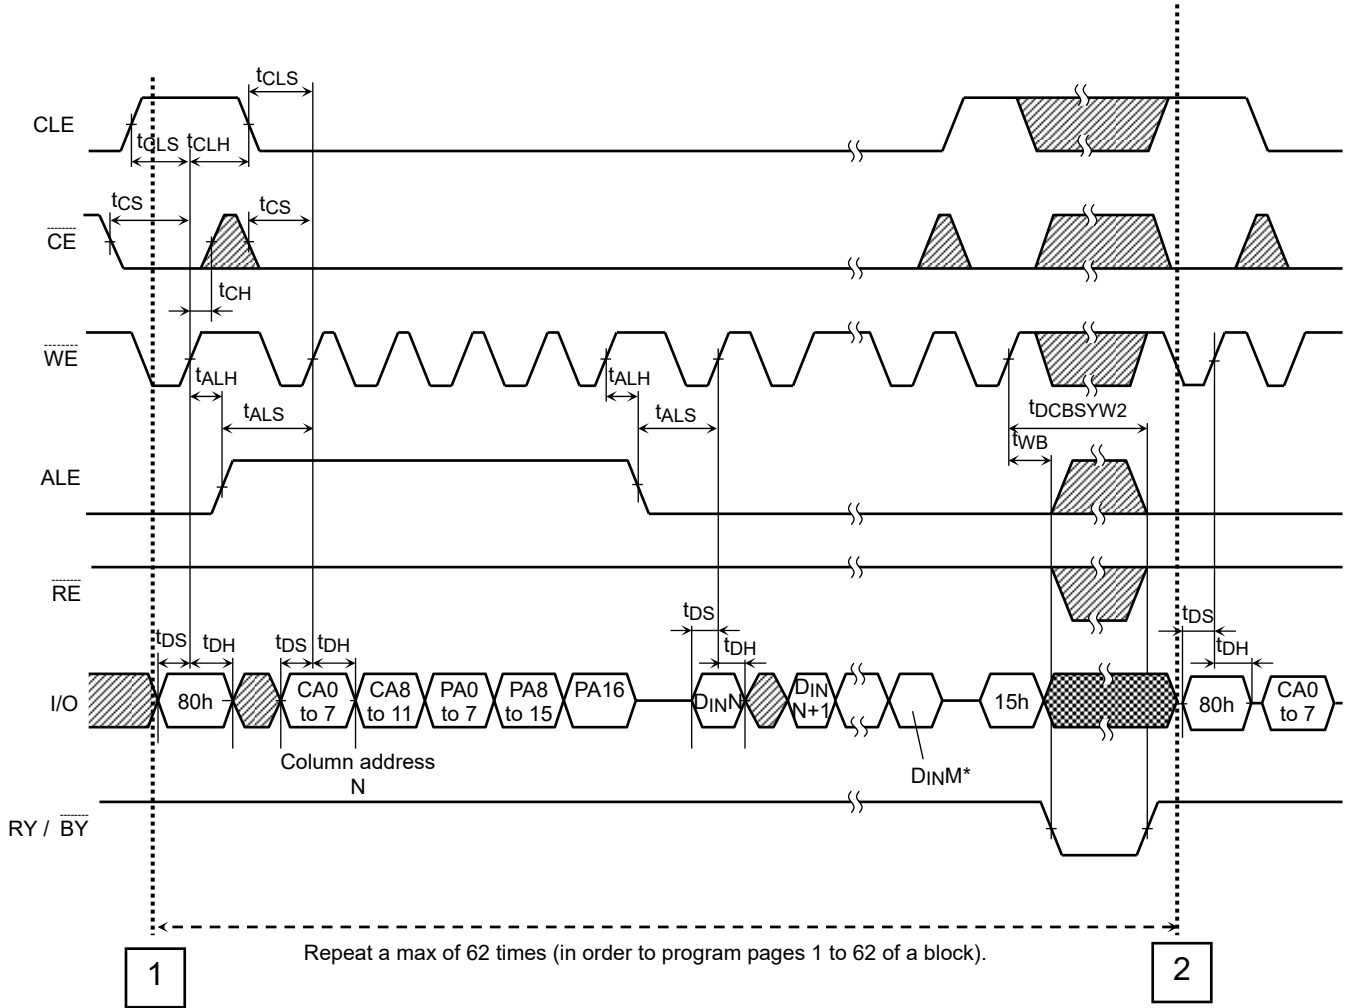 tCLS
CLE
tCLS tCLH
tCS tCS
CE
tCH
WE
tALH tALH
tALS tALS tDCBSYW2
tWB
ALE
RE
tDS tDH tDS tDH tDS tDH tDS tDH
I/O 80h CA0 to 7 CA8 to 11 PA0 to 7 PA8 to 15 PA16 DINN DIN N+1 15h 80h CA0 to 7
Column address
N
DINM*
RY / BY
Repeat a max of 62 times (in order to program pages 1 to 62 of a block).
1 2